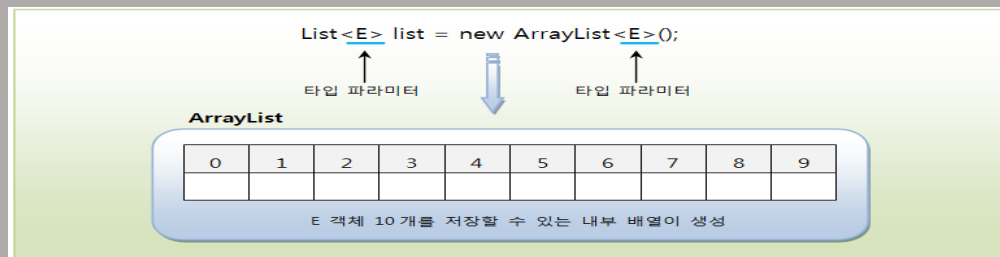 List<E> list = new ArrayList<E>();
타입 파라미터 타입 파라미터
ArrayList
0 1 2 3 4 5 6 7 8 9
E 객체 10개를 저장할 수 있는 내부 배열이 생성